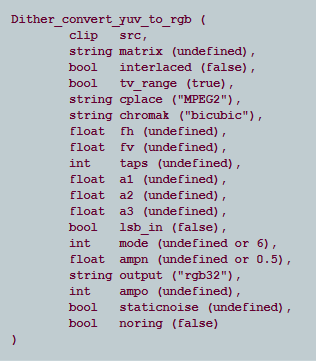 Dither_convert_yuv_to_rgb (
clip src,
string matrix (undefined),
bool interlaced (false),
bool tv_range (true),
string cplace ("MPEG2"),
string chromak ("bicubic"),
float fh (undefined),
float fv (undefined),
int taps (undefined),
float a1 (undefined),
float a2 (undefined),
float a3 (undefined),
bool lsb_in (false),
int mode (undefined or 6),
float ampn (undefined or 0.5),
string output ("rgb32"),
int ampo (undefined),
bool staticnoise (undefined),
bool noring (false)
)